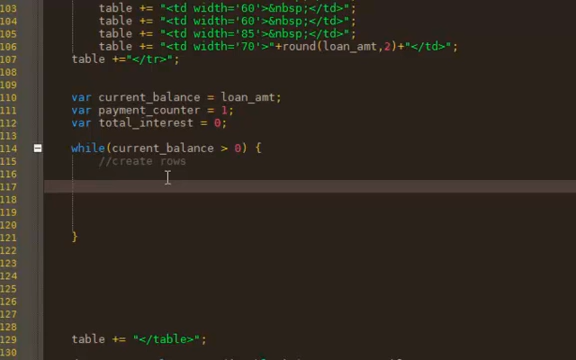 103 table += "<td width='60'>&nbsp;</td>";
104 table += "<td width='60'>&nbsp;</td>";
105 table += "<td width='85'>&nbsp;</td>";
106 table += "<td width='70'>"+round(loan_amt,2)+"</td>";
107 table +="</tr>";
108
109
110 var current_balance = loan_amt;
111 var payment_counter = 1;
112 var total_interest = 0;
113
114 while(current_balance > 0) {
115 //create rows
116
117
118
119
120
121 }
122
123
124
125
126
127
128
129 table += "</table>";
130